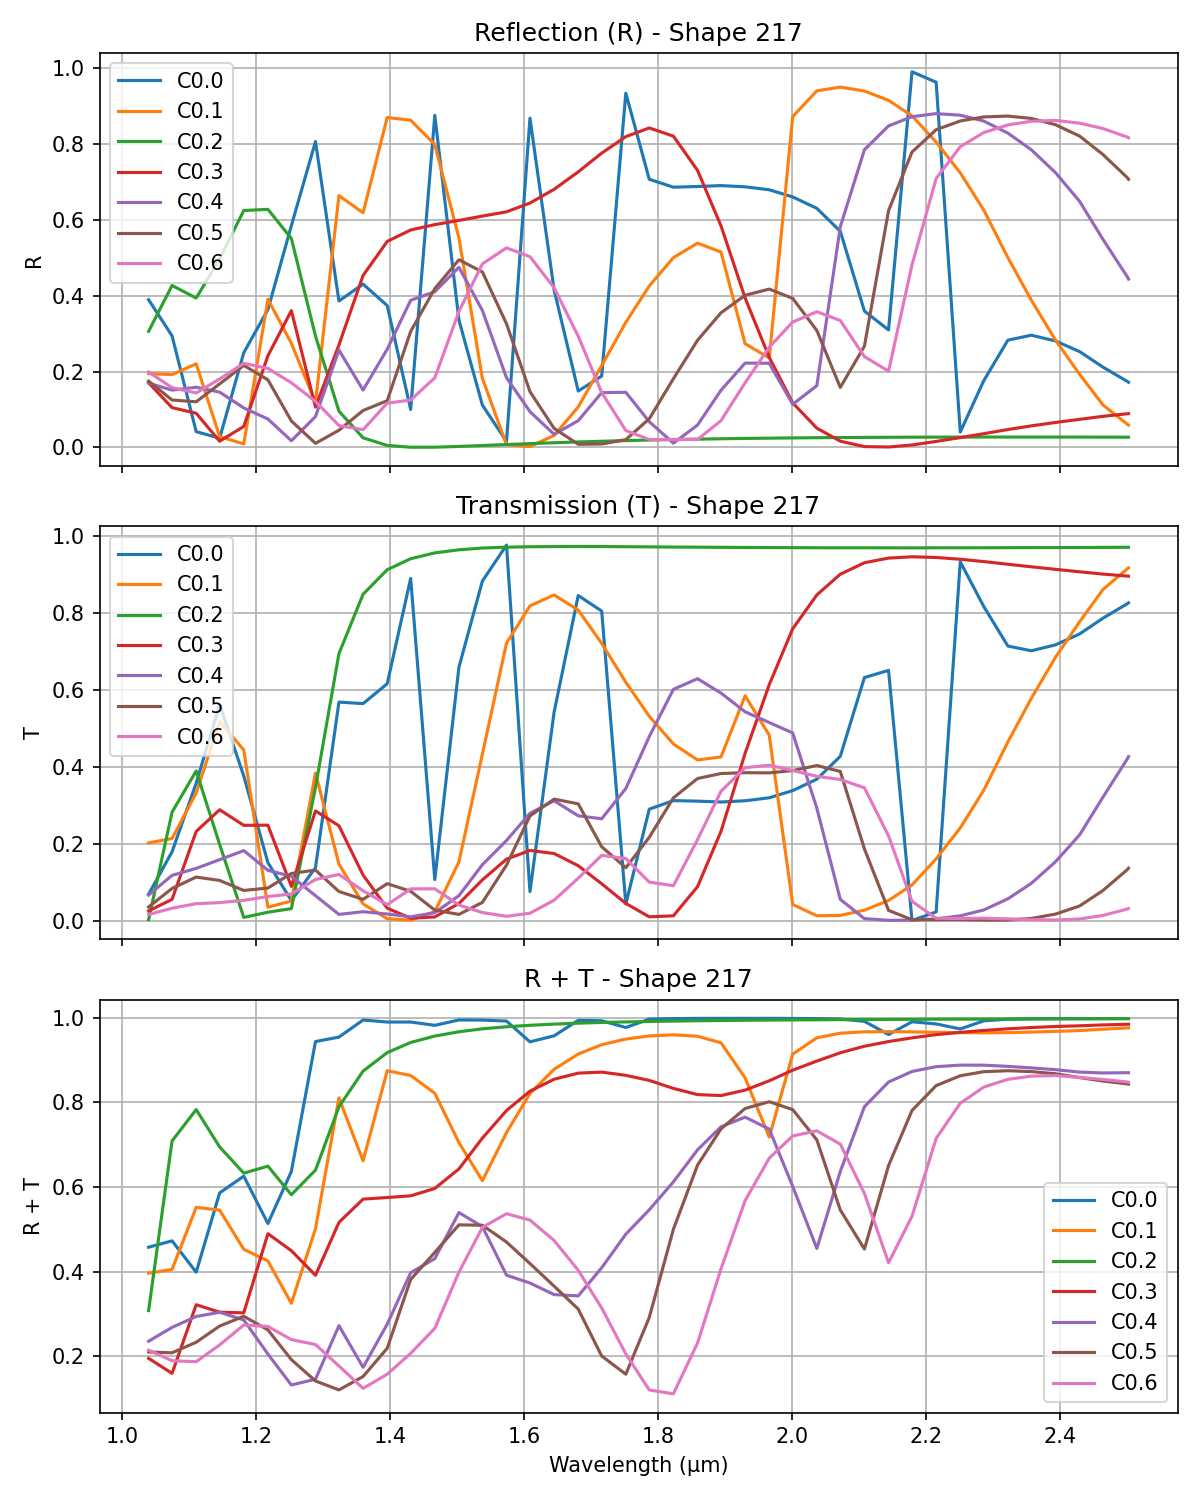 Reflection (R) - Shape 217
1.0
0.8
0.6
0.4
0.2
0.0
R
C0.0
C0.1
C0.2
C0.3
C0.4
C0.5
C0.6
Transmission (T) - Shape 217
1.0
0.8
0.6
0.4
0.2
0.0
T
C0.0
C0.1
C0.2
C0.3
C0.4
C0.5
C0.6
R + T - Shape 217
1.0
0.8
0.6
0.4
0.2
R + T
C0.0
C0.1
C0.2
C0.3
C0.4
C0.5
C0.6
1.0 1.2 1.4 1.6 1.8 2.0 2.2 2.4
Wavelength (μm)